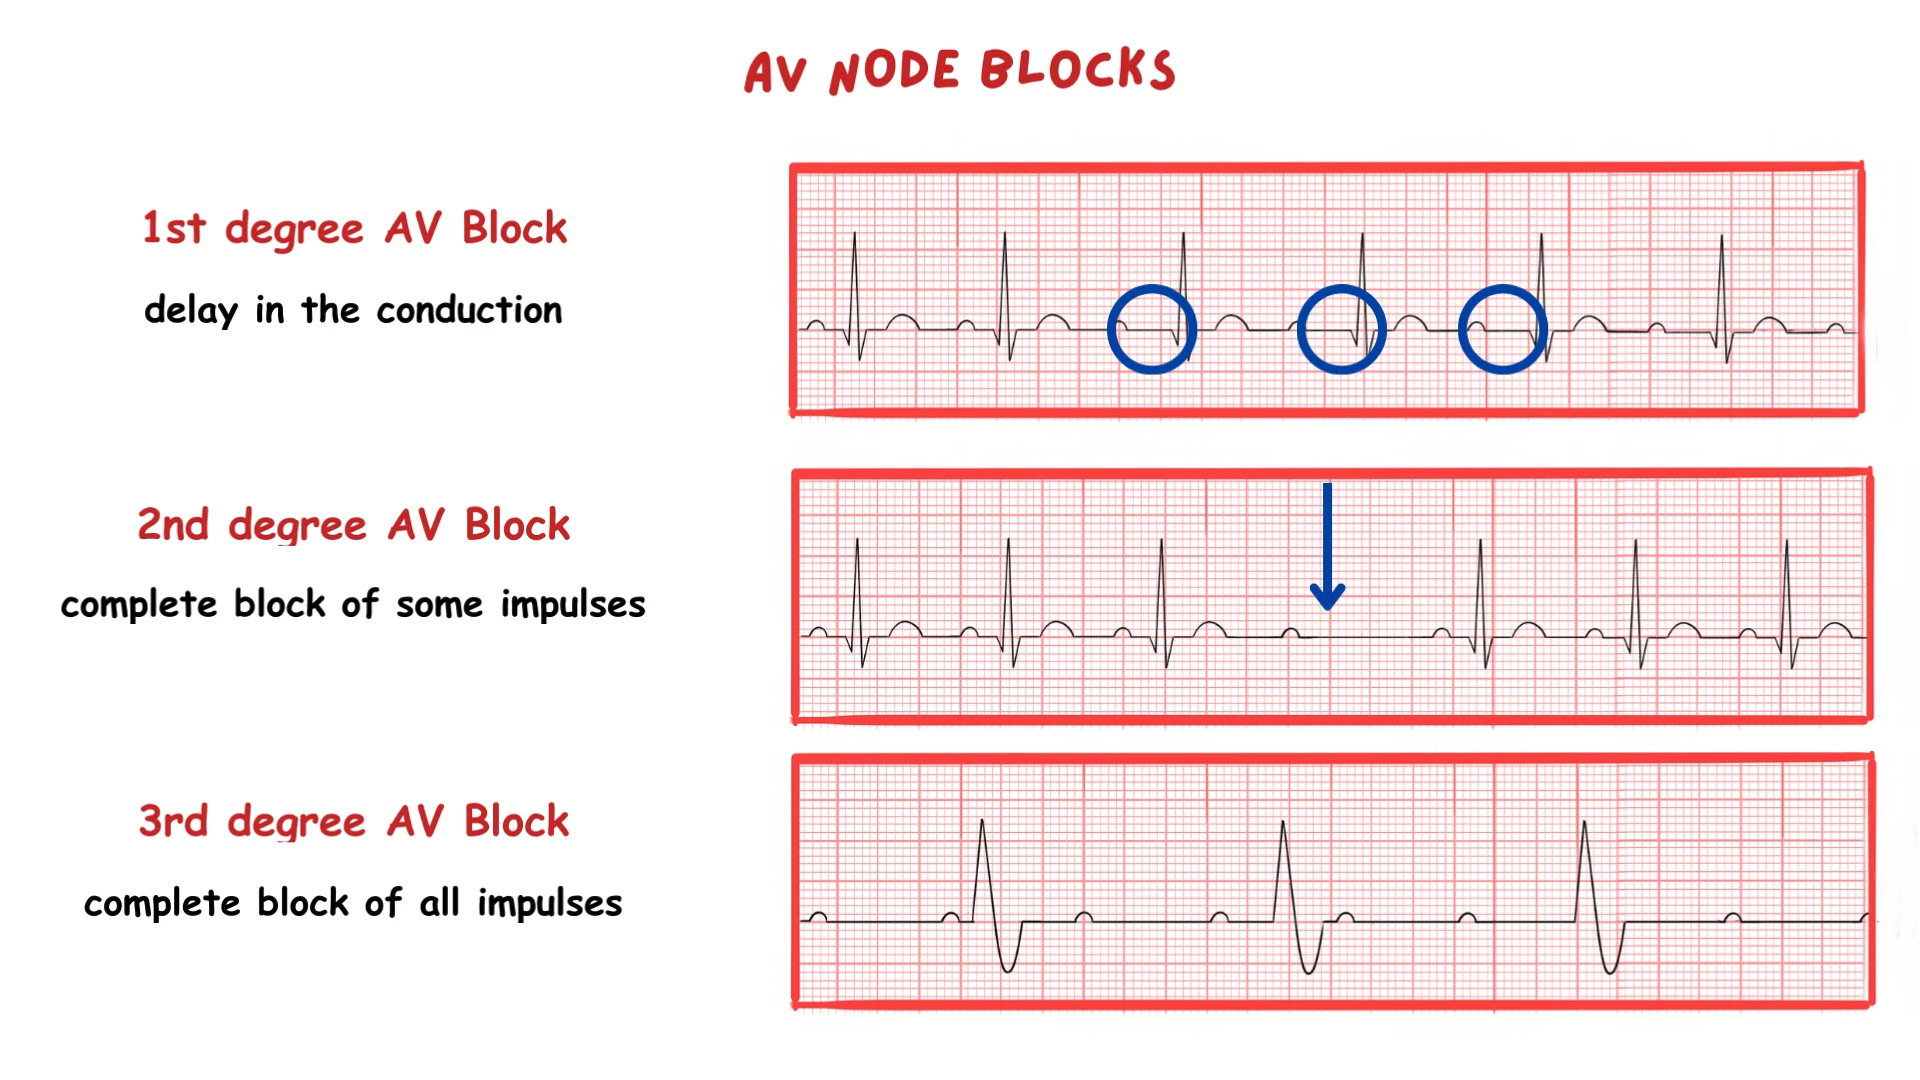 AV NODE BLOCKS
1st degree AV Block
delay in the conduction
2nd degree AV Block
complete block of some impulses
3rd degree AV Block
complete block of all impulses